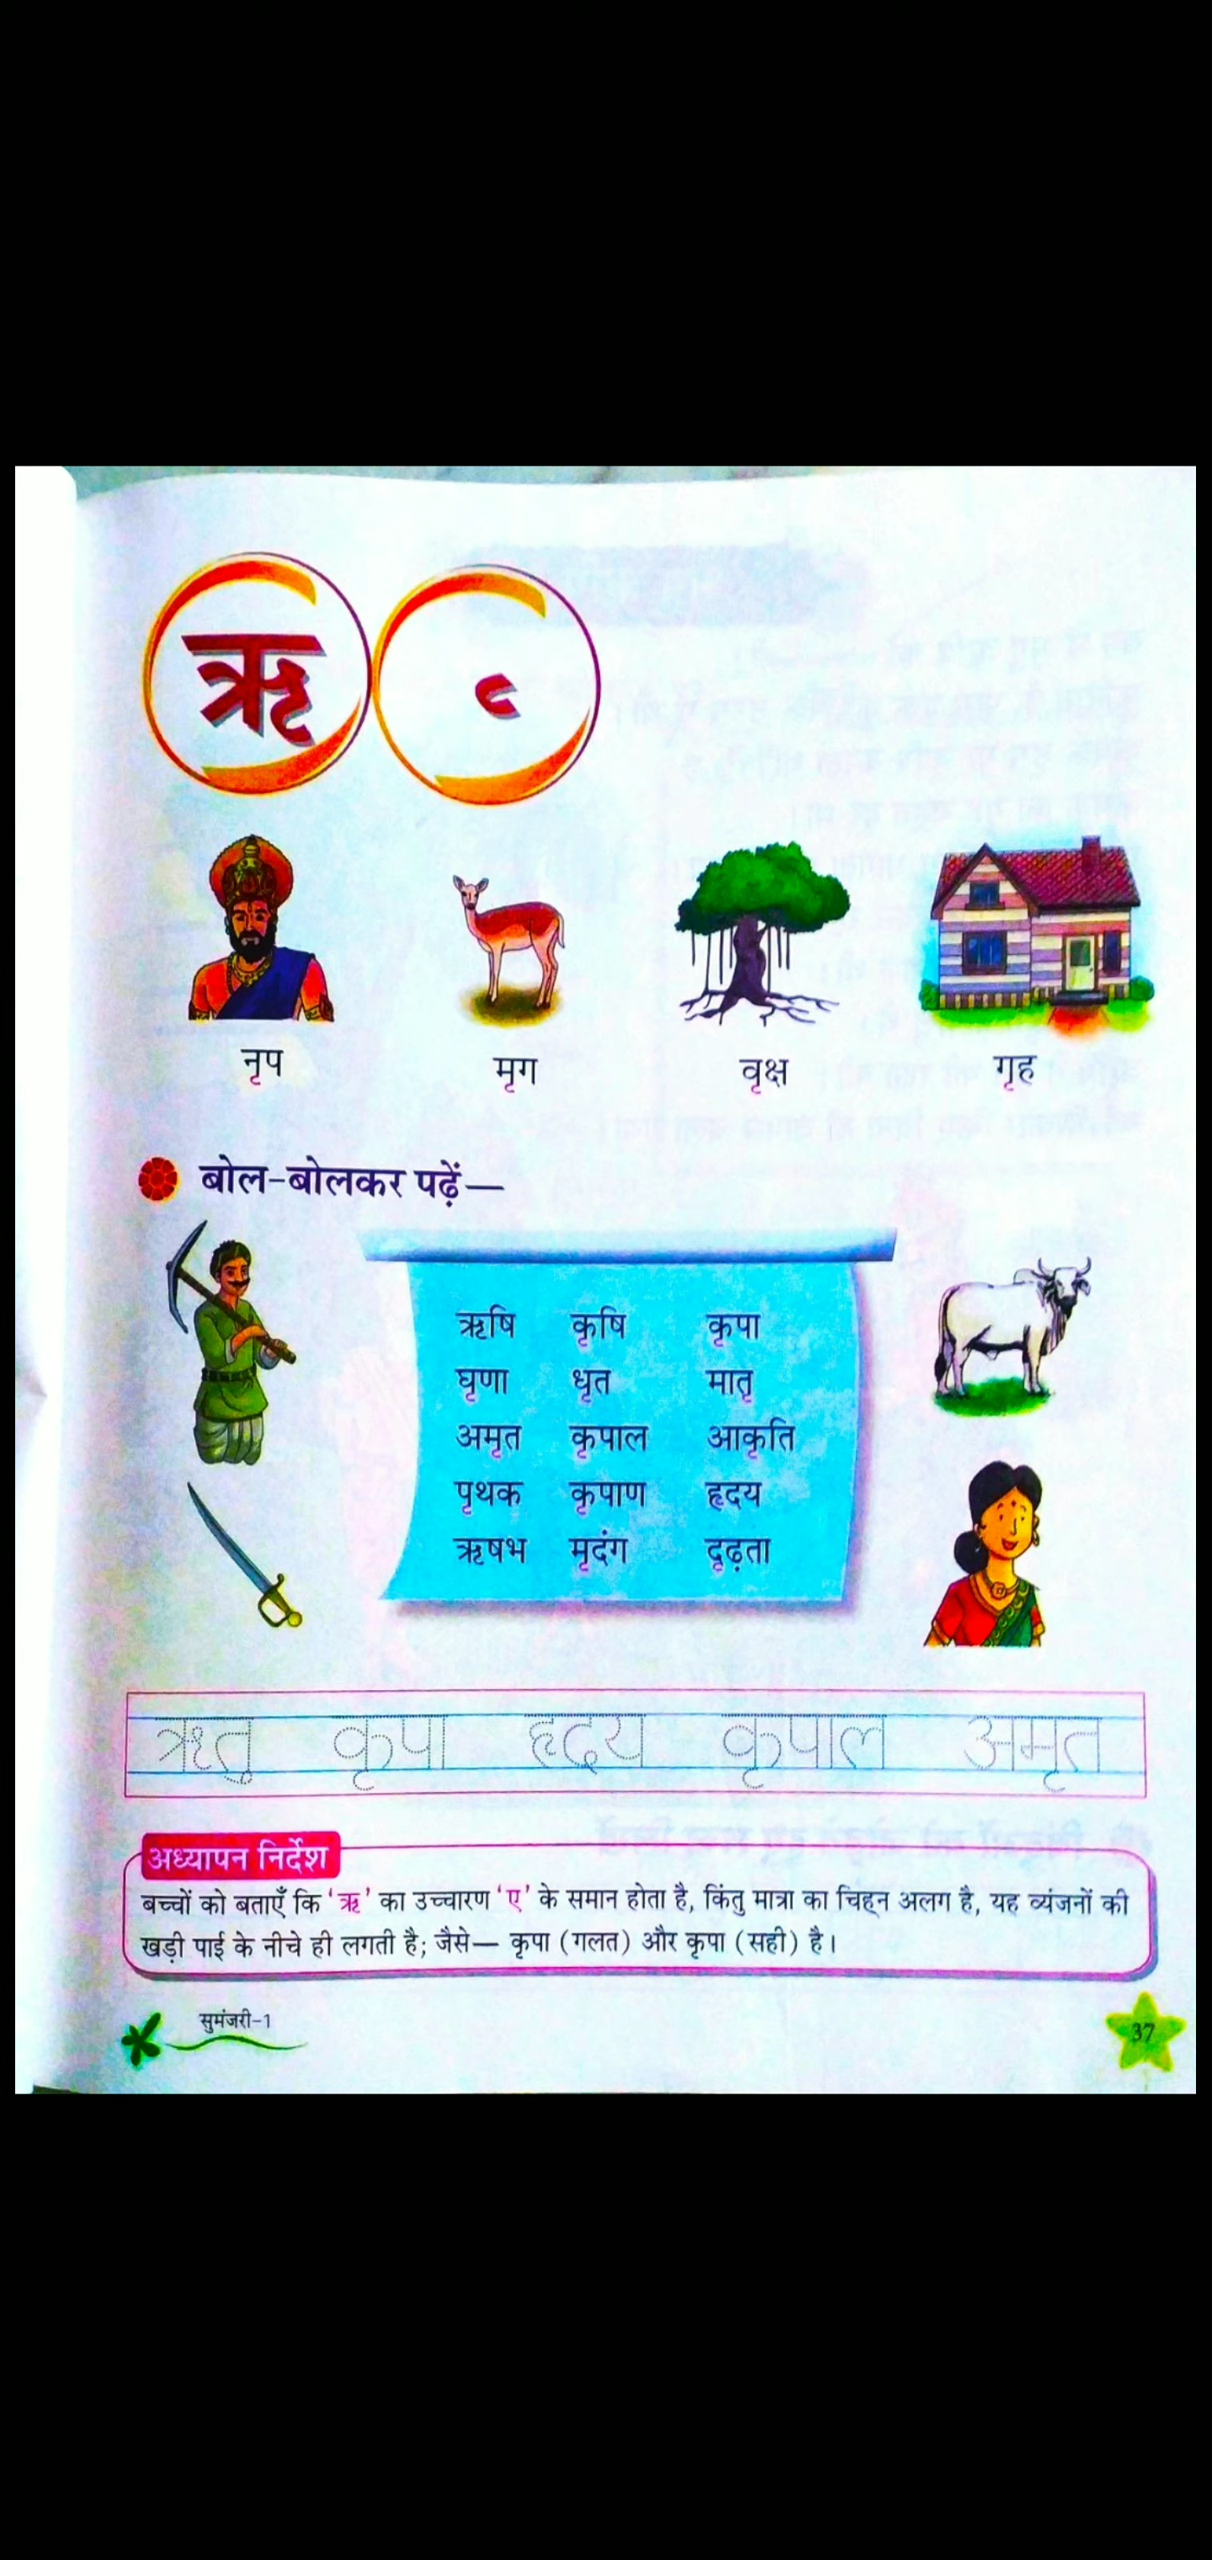 ऋ ृ
नृप मृग वृक्ष गृह
बोल-बोलकर पढ़ें—
ऋषि कृषि कृपा
घृणा धृत मातृ
अमृत कृपाल आकृति
पृथक कृपाण हृदय
ऋषभ मृदंग दृढ़ता
ऋतु कृपा हृदय कृपाल अमृत
अध्यापन निर्देश
बच्चों को बताएँ कि ‘ऋ’ का उच्चारण ‘ए’ के समान होता है, किंतु मात्रा का चिह्न अलग है, यह व्यंजनों की
खड़ी पाई के नीचे ही लगती है; जैसे— कृपा (गलत) और कृपा (सही) है।
सुमंजरी-1
37